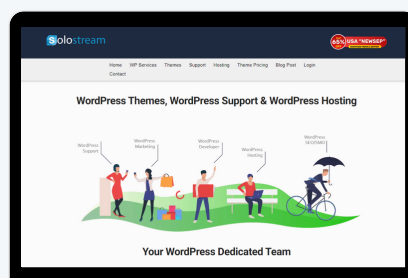 Solostream
65% USA "NEWSEP"
Home WP Services Themes Support Hosting Theme Pricing Blog Post Login
Contact
WordPress Themes, WordPress Support & WordPress Hosting
WordPress
Support
WordPress
Marketing
WordPress
Developer
WordPress
Hosting
WordPress
SEO/SMO
Your WordPress Dedicated Team